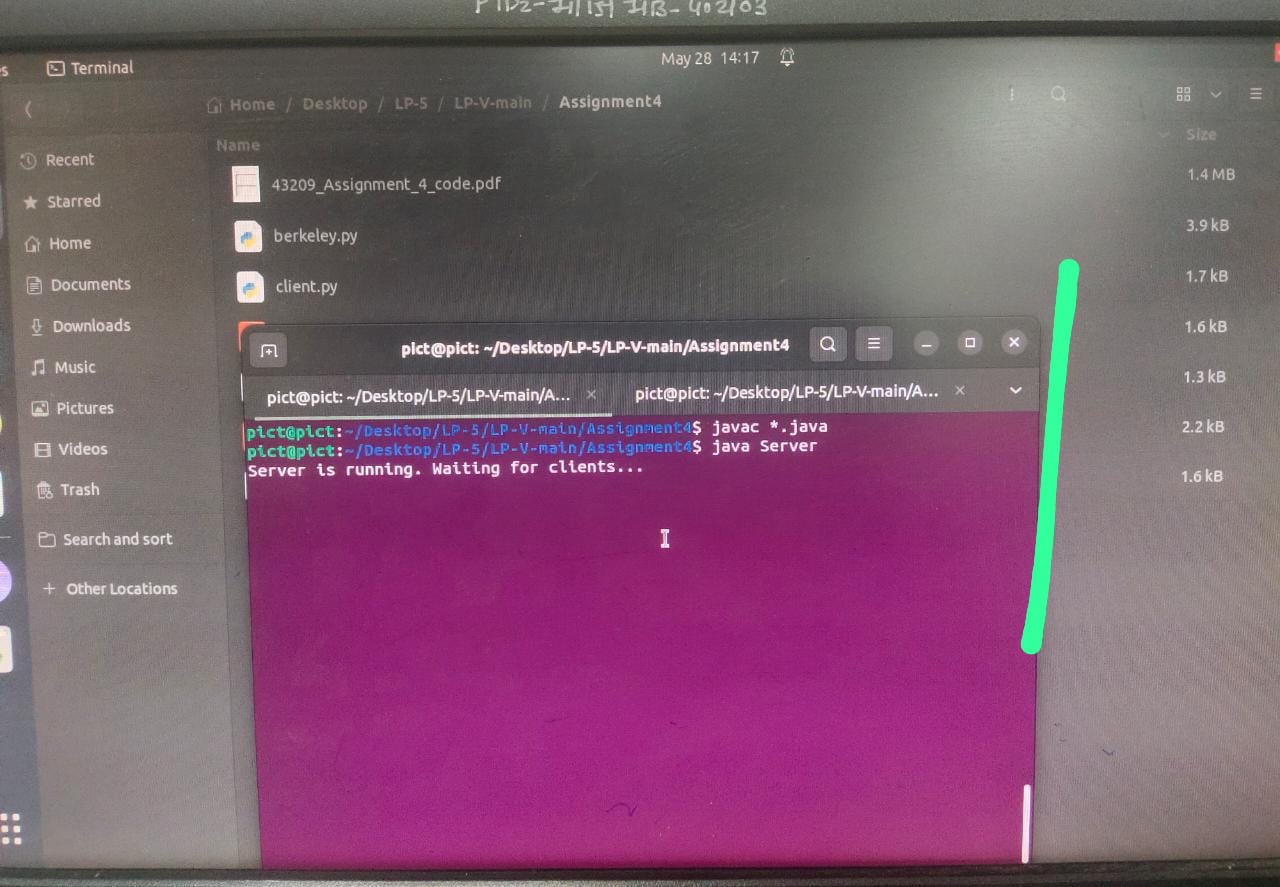 Terminal
May 28 14:17
Home / Desktop / LP-5 / LP-V-main / Assignment4
Name
Size
Recent
Starred
Home
Documents
Downloads
Music
Pictures
Videos
Trash
Search and sort
+ Other Locations
43209_Assignment_4_code.pdf
1.4 MB
berkeley.py
3.9 kB
client.py
1.7 kB
1.6 kB
1.3 kB
2.2 kB
1.6 kB
pict@pict: ~/Desktop/LP-5/LP-V-main/Assignment4
pict@pict: ~/Desktop/LP-5/LP-V-main/A...
pict@pict: ~/Desktop/LP-5/LP-V-main/A...
pict@pict:~/Desktop/LP-5/LP-V-main/Assignment4$ javac *.java
pict@pict:~/Desktop/LP-5/LP-V-main/Assignment4$ java Server
Server is running. Waiting for clients...